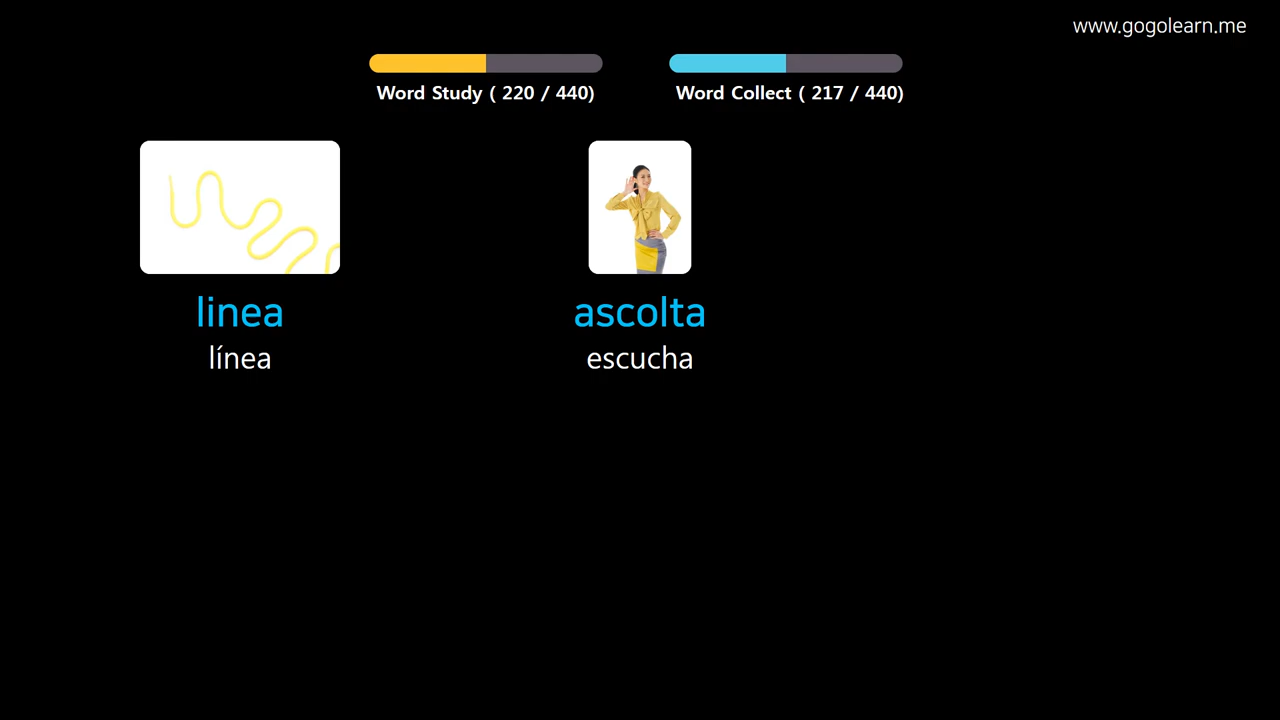 www.gogolearn.me
Word Study ( 220 / 440)
Word Collect ( 217 / 440)
linea
línea
ascolta
escucha